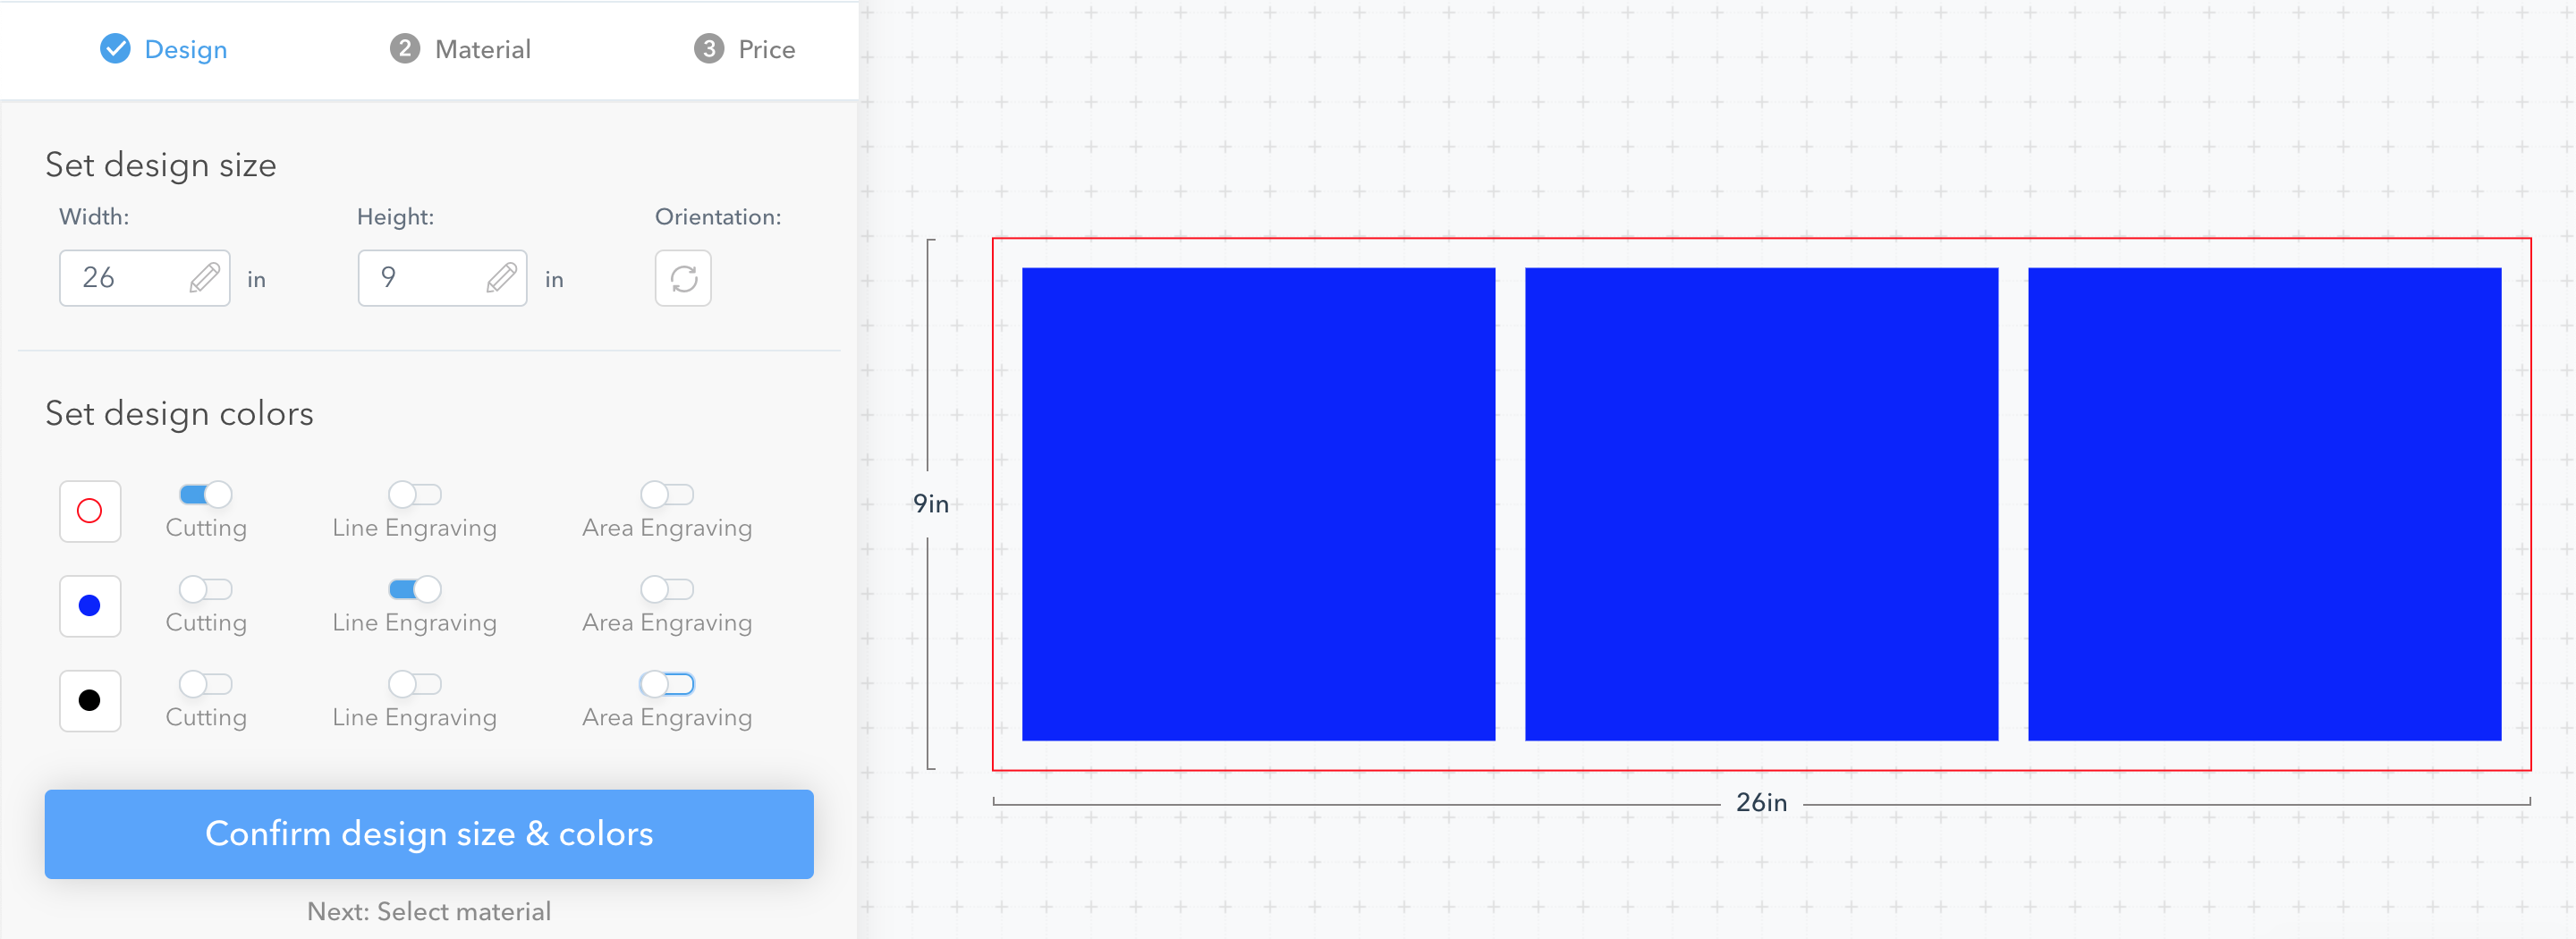 Design 2 Material 3 Price
Set design size
Width: Height: Orientation:
26 in 9 in
Set design colors
Cutting Line Engraving Area Engraving
Cutting Line Engraving Area Engraving
Cutting Line Engraving Area Engraving
Confirm design size & colors
Next: Select material
9in
26in